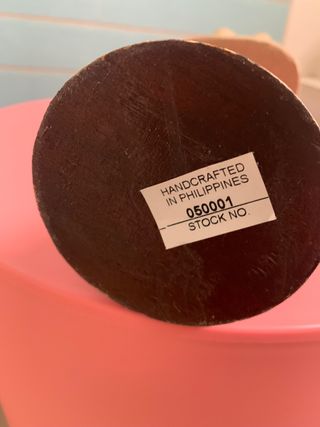 HANDCRAFTED
IN PHILIPPINES
050001
STOCK NO.